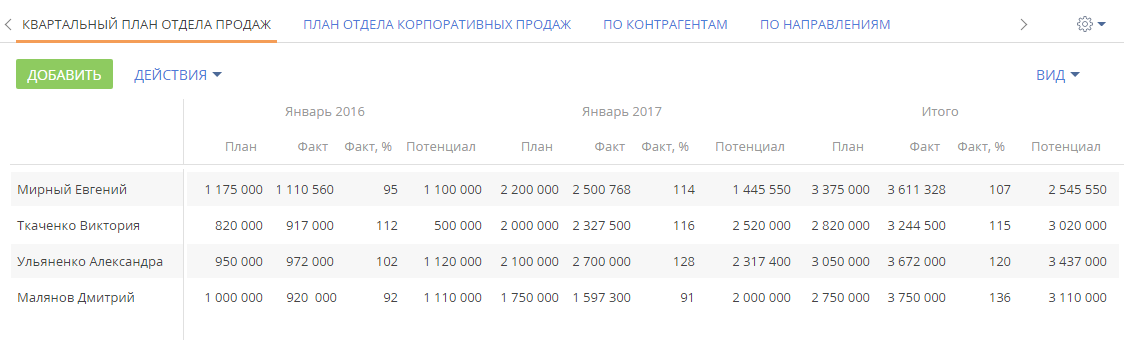 КВАРТАЛЬНЫЙ ПЛАН ОТДЕЛА ПРОДАЖ ПЛАН ОТДЕЛА КОРПОРАТИВНЫХ ПРОДАЖ ПО КОНТРАГЕНТАМ ПО НАПРАВЛЕНИЯМ
ДОБАВИТЬ ДЕЙСТВИЯ ВИД
Январь 2016 Январь 2017 Итого
План Факт Факт, % Потенциал План Факт Факт, % Потенциал План Факт Факт, % Потенциал
Мирный Евгений 1 175 000 1 110 560 95 1 100 000 2 200 000 2 500 768 114 1 445 550 3 375 000 3 611 328 107 2 545 550
Ткаченко Виктория 820 000 917 000 112 500 000 2 000 000 2 327 500 116 2 520 000 2 820 000 3 244 500 115 3 020 000
Ульяненко Александра 950 000 972 000 102 1 120 000 2 100 000 2 700 000 128 2 317 400 3 050 000 3 672 000 120 3 437 000
Малянов Дмитрий 1 000 000 920 000 92 1 110 000 1 750 000 1 597 300 91 2 000 000 2 750 000 3 750 000 136 3 110 000